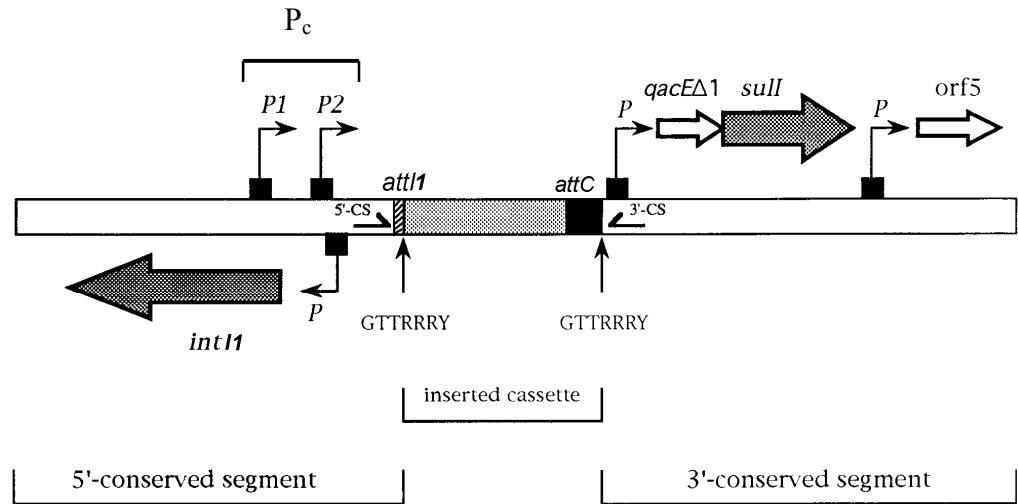 Pc
P1 P2
P qacEΔ1 sulI P orf5
attI1 attC
5'-CS 3'-CS
P
intI1
GTTRRRY GTTRRRY
inserted cassette
5'-conserved segment 3'-conserved segment